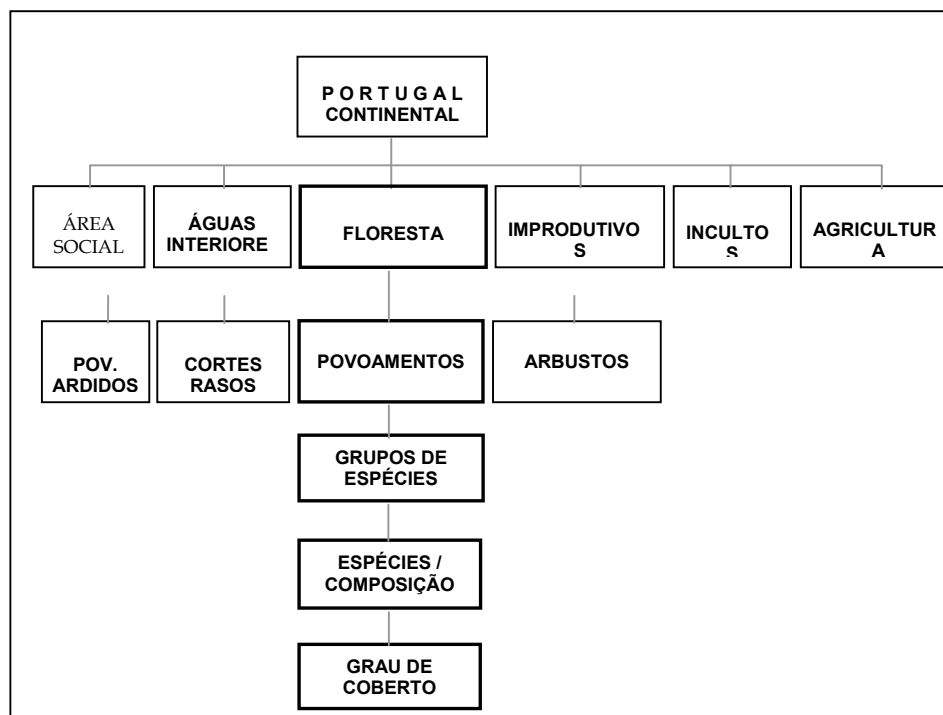 P O R T U G A L
CONTINENTAL
ÁREA
SOCIAL
ÁGUAS
INTERIORE
FLORESTA
IMPRODUTIVO
S
INCULTO
S
AGRICULTUR
A
POV.
ARDIDOS
CORTES
RASOS
POVOAMENTOS
ARBUSTOS
GRUPOS DE
ESPÉCIES
ESPÉCIES /
COMPOSIÇÃO
GRAU DE
COBERTO